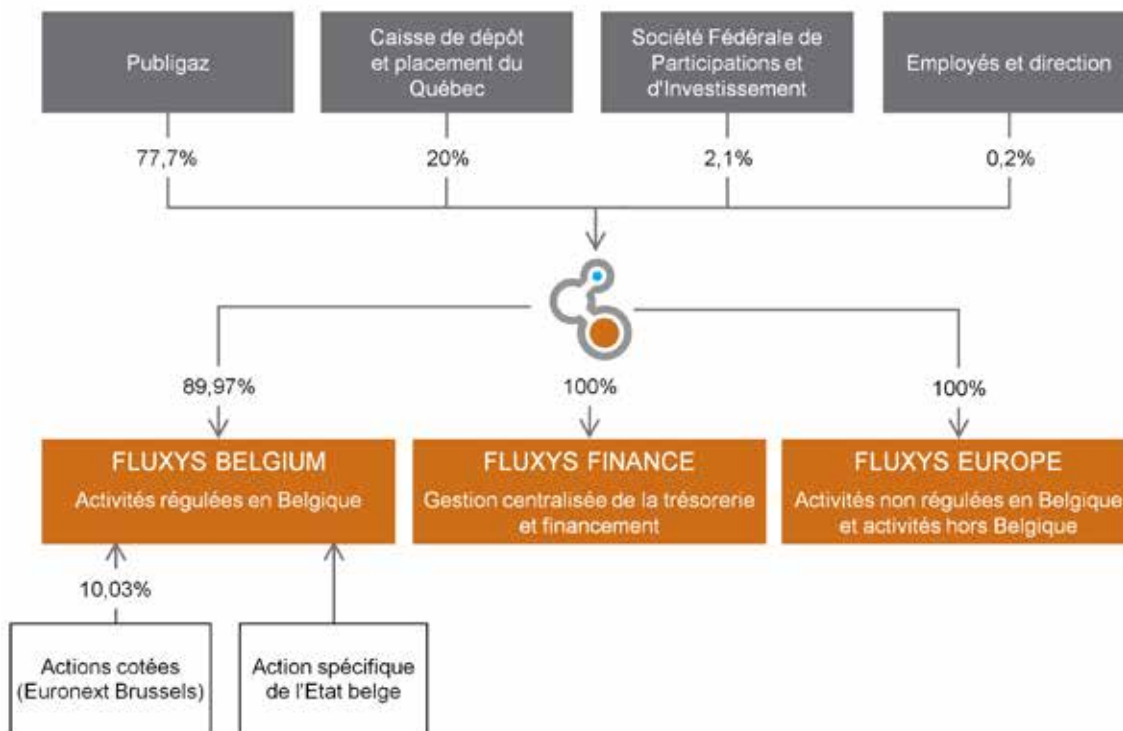 Publigaz
Caisse de dépôt
et placement du
Québec
Société Fédérale de
Participations et
d'Investissement
Employés et direction
77,7%
20%
2,1%
0,2%
89,97%
100%
100%
FLUXYS BELGIUM
Activités régulées en Belgique
FLUXYS FINANCE
Gestion centralisée de la trésorerie
et financement
FLUXYS EUROPE
Activités non régulées en Belgique
et activités hors Belgique
10,03%
Actions cotées
(Euronext Brussels)
Action spécifique
de l'Etat belge